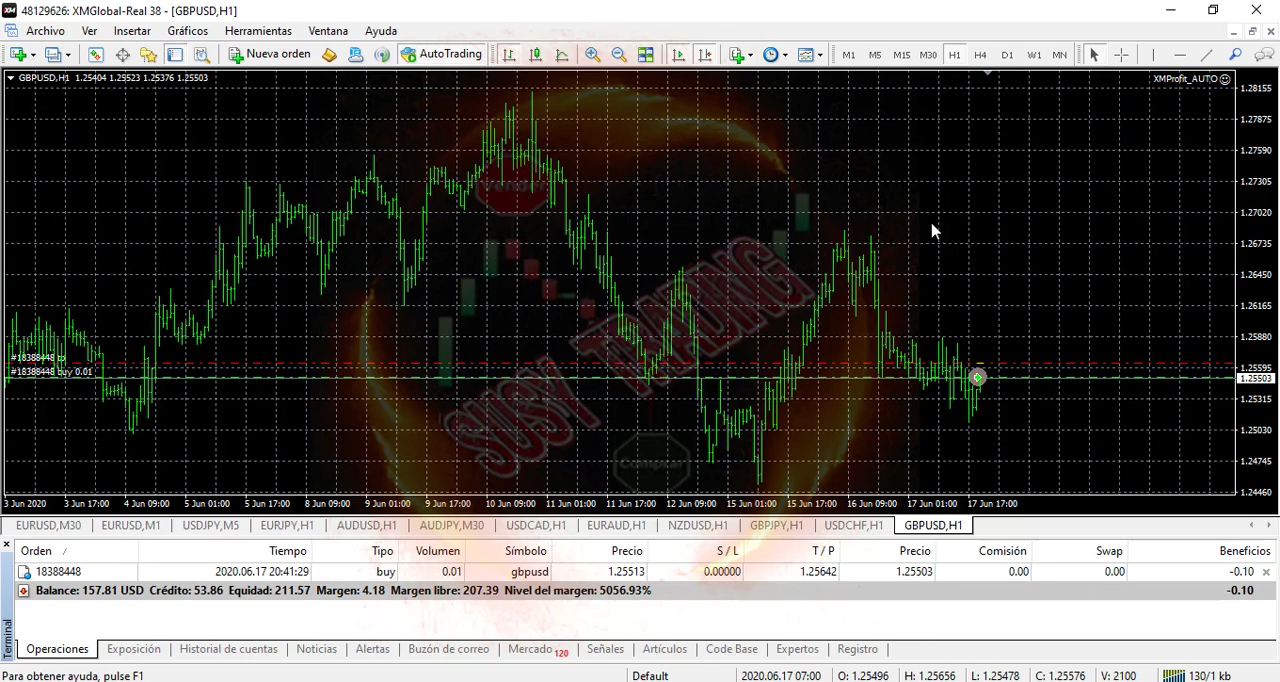 48129626: XMGlobal-Real 38 - [GBPUSD,H1]
Archivo Ver Insertar Gráficos Herramientas Ventana Ayuda
Nueva orden AutoTrading M1 M5 M15 M30 H1 H4 D1 W1 MN
GBPUSD,H1 1.25404 1.25523 1.25376 1.25503
XMProfit_AUTO
1.28155
1.27875
1.27590
1.27305
1.27020
1.26735
1.26450
1.26165
1.25880
1.25595
1.25503
1.25315
1.25030
1.24745
1.24460
Vender
SUSY TRADING
Comprar
#18388448 tp
#18388448 buy 0.01
3 Jun 2020 3 Jun 17:00 4 Jun 09:00 5 Jun 01:00 5 Jun 17:00 8 Jun 09:00 9 Jun 01:00 9 Jun 17:00 10 Jun 09:00 11 Jun 01:00 11 Jun 17:00 12 Jun 09:00 15 Jun 01:00 15 Jun 17:00 16 Jun 09:00 17 Jun 01:00 17 Jun 17:00
EURUSD,M30 EURUSD,M1 USDJPY,M5 EURJPY,H1 AUDUSD,H1 AUDJPY,M30 USDCAD,H1 EURAUD,H1 NZDUSD,H1 GBPJPY,H1 USDCHF,H1 GBPUSD,H1
Orden / Tiempo Tipo Volumen Símbolo Precio S / L T / P Precio Comisión Swap Beneficios
18388448 2020.06.17 20:41:29 buy 0.01 gbpusd 1.25513 0.00000 1.25642 1.25503 0.00 0.00 -0.10
Balance: 157.81 USD Crédito: 53.86 Equidad: 211.57 Margen: 4.18 Margen libre: 207.39 Nivel del margen: 5056.93% -0.10
Terminal
Operaciones Exposición Historial de cuentas Noticias Alertas Buzón de correo Mercado 120 Señales Artículos Code Base Expertos Registro
Para obtener ayuda, pulse F1 Default 2020.06.17 07:00 O: 1.25496 H: 1.25656 L: 1.25478 C: 1.25576 V: 2100 130/1 kb